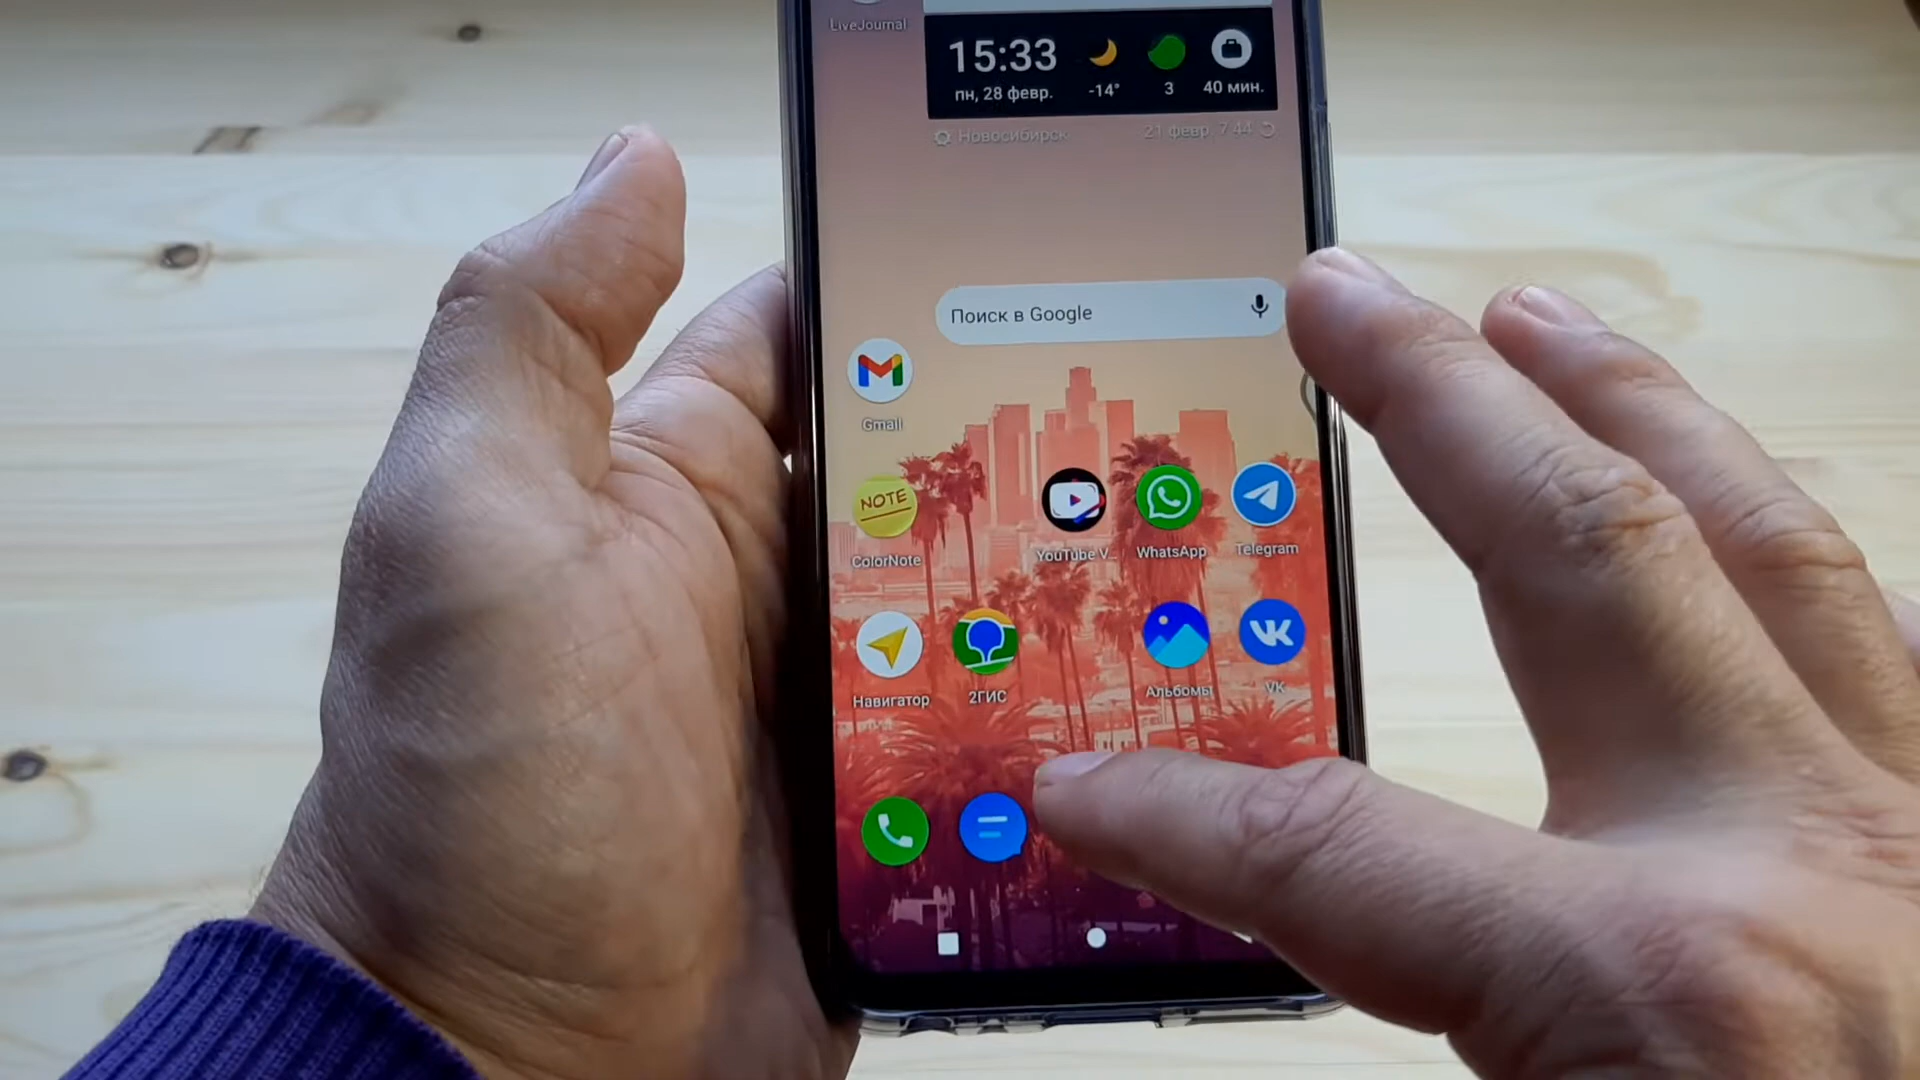 LiveJournal
15:33
пн, 28 февр.
-14°
3
40 мин.
Новосибирск
21 февр. 7:44
Поиск в Google
Gmail
NOTE
ColorNote
YouTube V...
WhatsApp
Telegram
Навигатор
2ГИС
Альбомы
VK